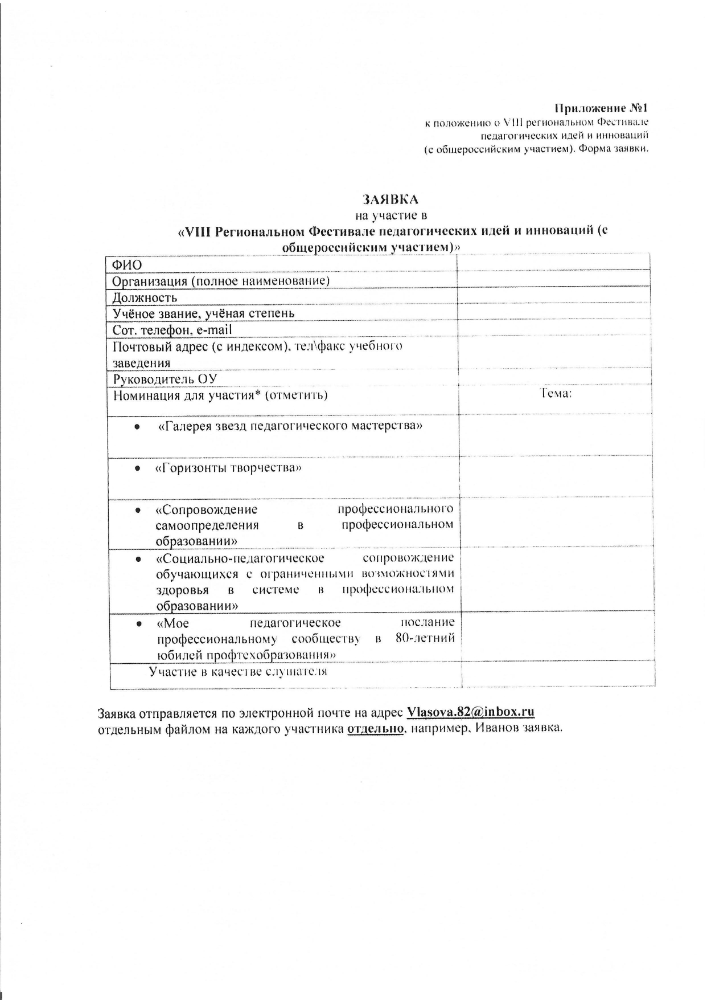 Приложение №1
к положению о VIII региональном Фестивале
педагогических идей и инноваций
(с общероссийским участием). Форма заявки.
ЗАЯВКА
на участие в
«VIII Региональном Фестивале педагогических идей и инноваций (с
общероссийским участием)»
ФИО
Организация (полное наименование)
Должность
Учёное звание, учёная степень
Сот. телефон, e-mail
Почтовый адрес (с индексом), тел\факс учебного
заведения
Руководитель ОУ
Номинация для участия* (отметить)
Тема:
• «Галерея звезд педагогического мастерства»
• «Горизонты творчества»
• «Сопровождение профессионального
самоопределения в профессиональном
образовании»
• «Социально-педагогическое сопровождение
обучающихся с ограниченными возможностями
здоровья в системе в профессиональном
образовании»
• «Мое педагогическое послание
профессиональному сообществу в 80-летний
юбилей профтехобразования»
Участие в качестве слушателя
Заявка отправляется по электронной почте на адрес Vlasova.82@inbox.ru
отдельным файлом на каждого участника отдельно, например, Иванов заявка.